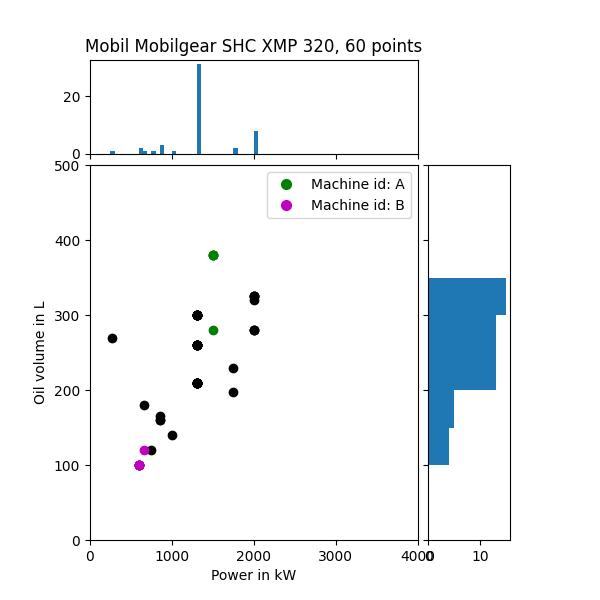 Mobil Mobilgear SHC XMP 320, 60 points
20
0
500
400
300
200
100
0
Oil volume in L
Machine id: A
Machine id: B
0 1000 2000 3000 4000
0 10
Power in kW